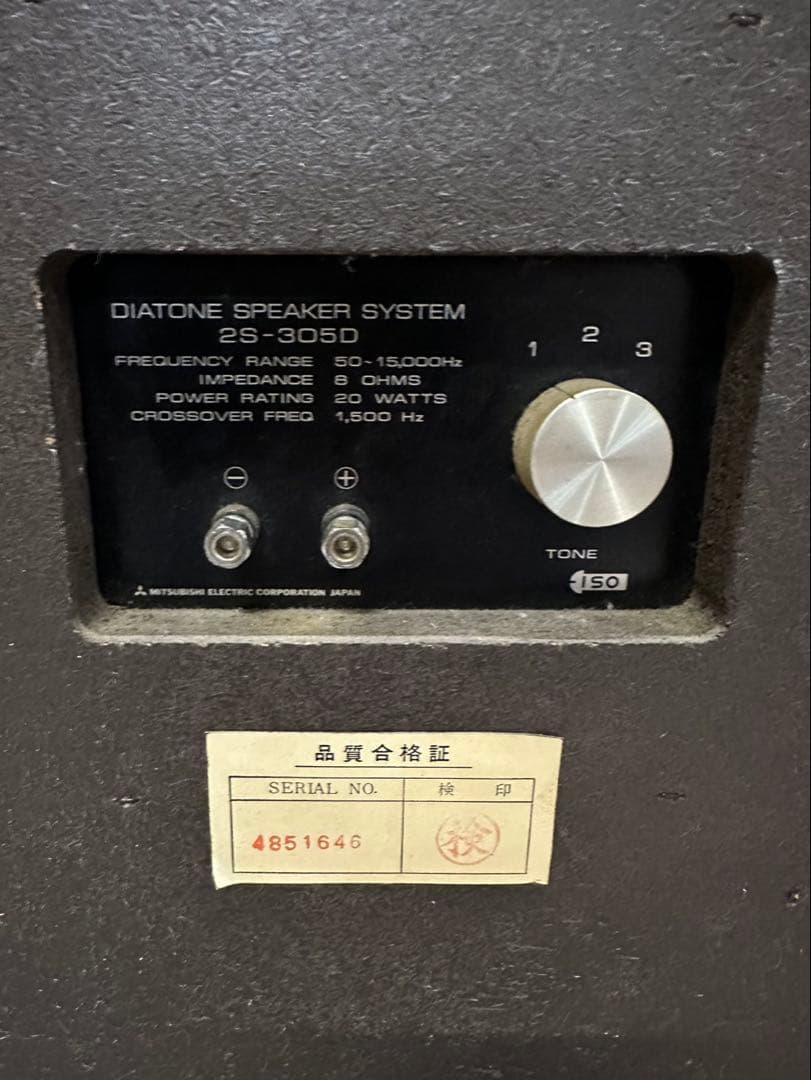 DIATONE SPEAKER SYSTEM
2S-305D
FREQUENCY RANGE 50~15,000Hz
IMPEDANCE 8 OHMS
POWER RATING 20 WATTS
CROSSOVER FREQ 1,500 Hz
1 2 3
⊖ ⊕
TONE
ISO
MITSUBISHI ELECTRIC CORPORATION JAPAN
品質合格証
SERIAL NO. 検 印
4851646 検